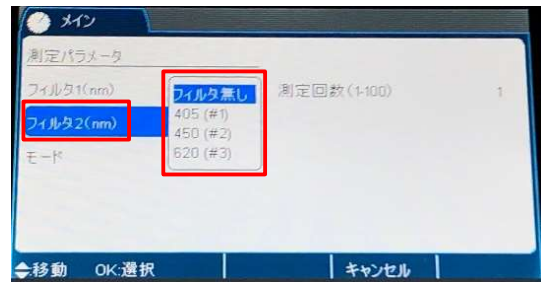 メイン
測定パラメータ
フィルタ1(nm)
フィルタ無し
測定回数(1-100) 1
405 (#1)
フィルタ2(nm)
450 (#2)
620 (#3)
モード
移動 OK:選択 キャンセル